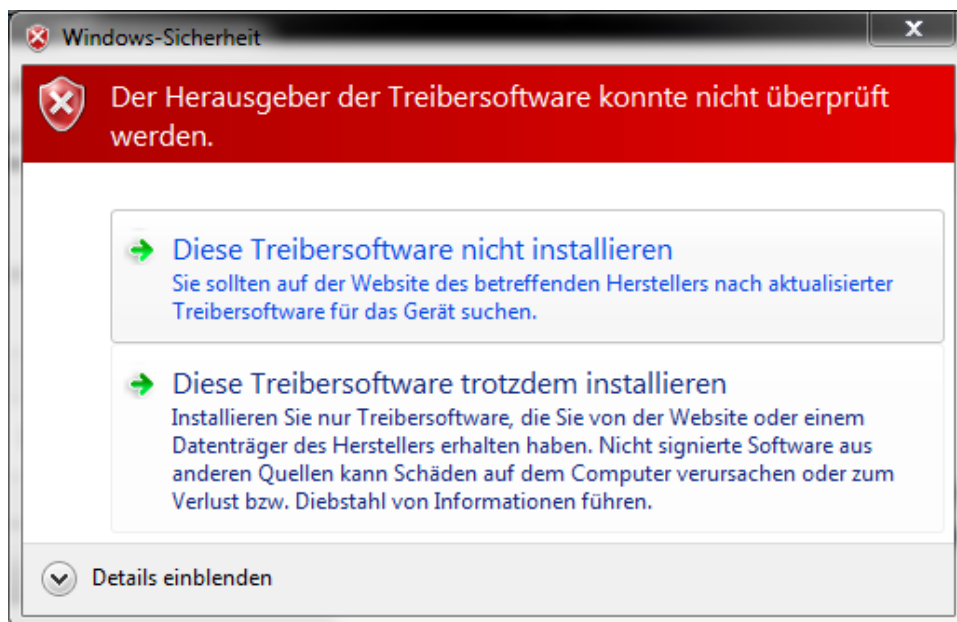 Windows-Sicherheit
Der Herausgeber der Treibersoftware konnte nicht überprüft
werden.
Diese Treibersoftware nicht installieren
Sie sollten auf der Website des betreffenden Herstellers nach aktualisierter
Treibersoftware für das Gerät suchen.
Diese Treibersoftware trotzdem installieren
Installieren Sie nur Treibersoftware, die Sie von der Website oder einem
Datenträger des Herstellers erhalten haben. Nicht signierte Software aus
anderen Quellen kann Schäden auf dem Computer verursachen oder zum
Verlust bzw. Diebstahl von Informationen führen.
Details einblenden